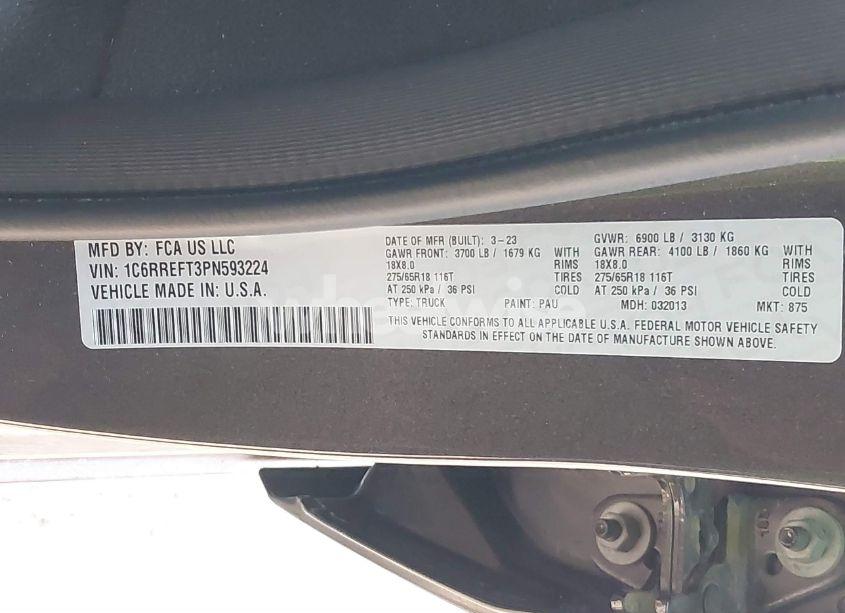 MFD BY: FCA US LLC
VIN: 1C6RREFT3PN593224
VEHICLE MADE IN: U.S.A.
DATE OF MFR (BUILT): 3-23
GAWR FRONT: 3700 LB / 1679 KG WITH
18X8.0 RIMS
275/65R18 116T TIRES
AT 250 kPa / 36 PSI COLD
TYPE: TRUCK PAINT: PAU
GVWR: 6900 LB / 3130 KG
GAWR REAR: 4100 LB / 1860 KG WITH
18X8.0 RIMS
275/65R18 116T TIRES
AT 250 kPa / 36 PSI COLD
MDH: 032013 MKT: 875
THIS VEHICLE CONFORMS TO ALL APPLICABLE U.S.A. FEDERAL MOTOR VEHICLE SAFETY
STANDARDS IN EFFECT ON THE DATE OF MANUFACTURE SHOWN ABOVE.